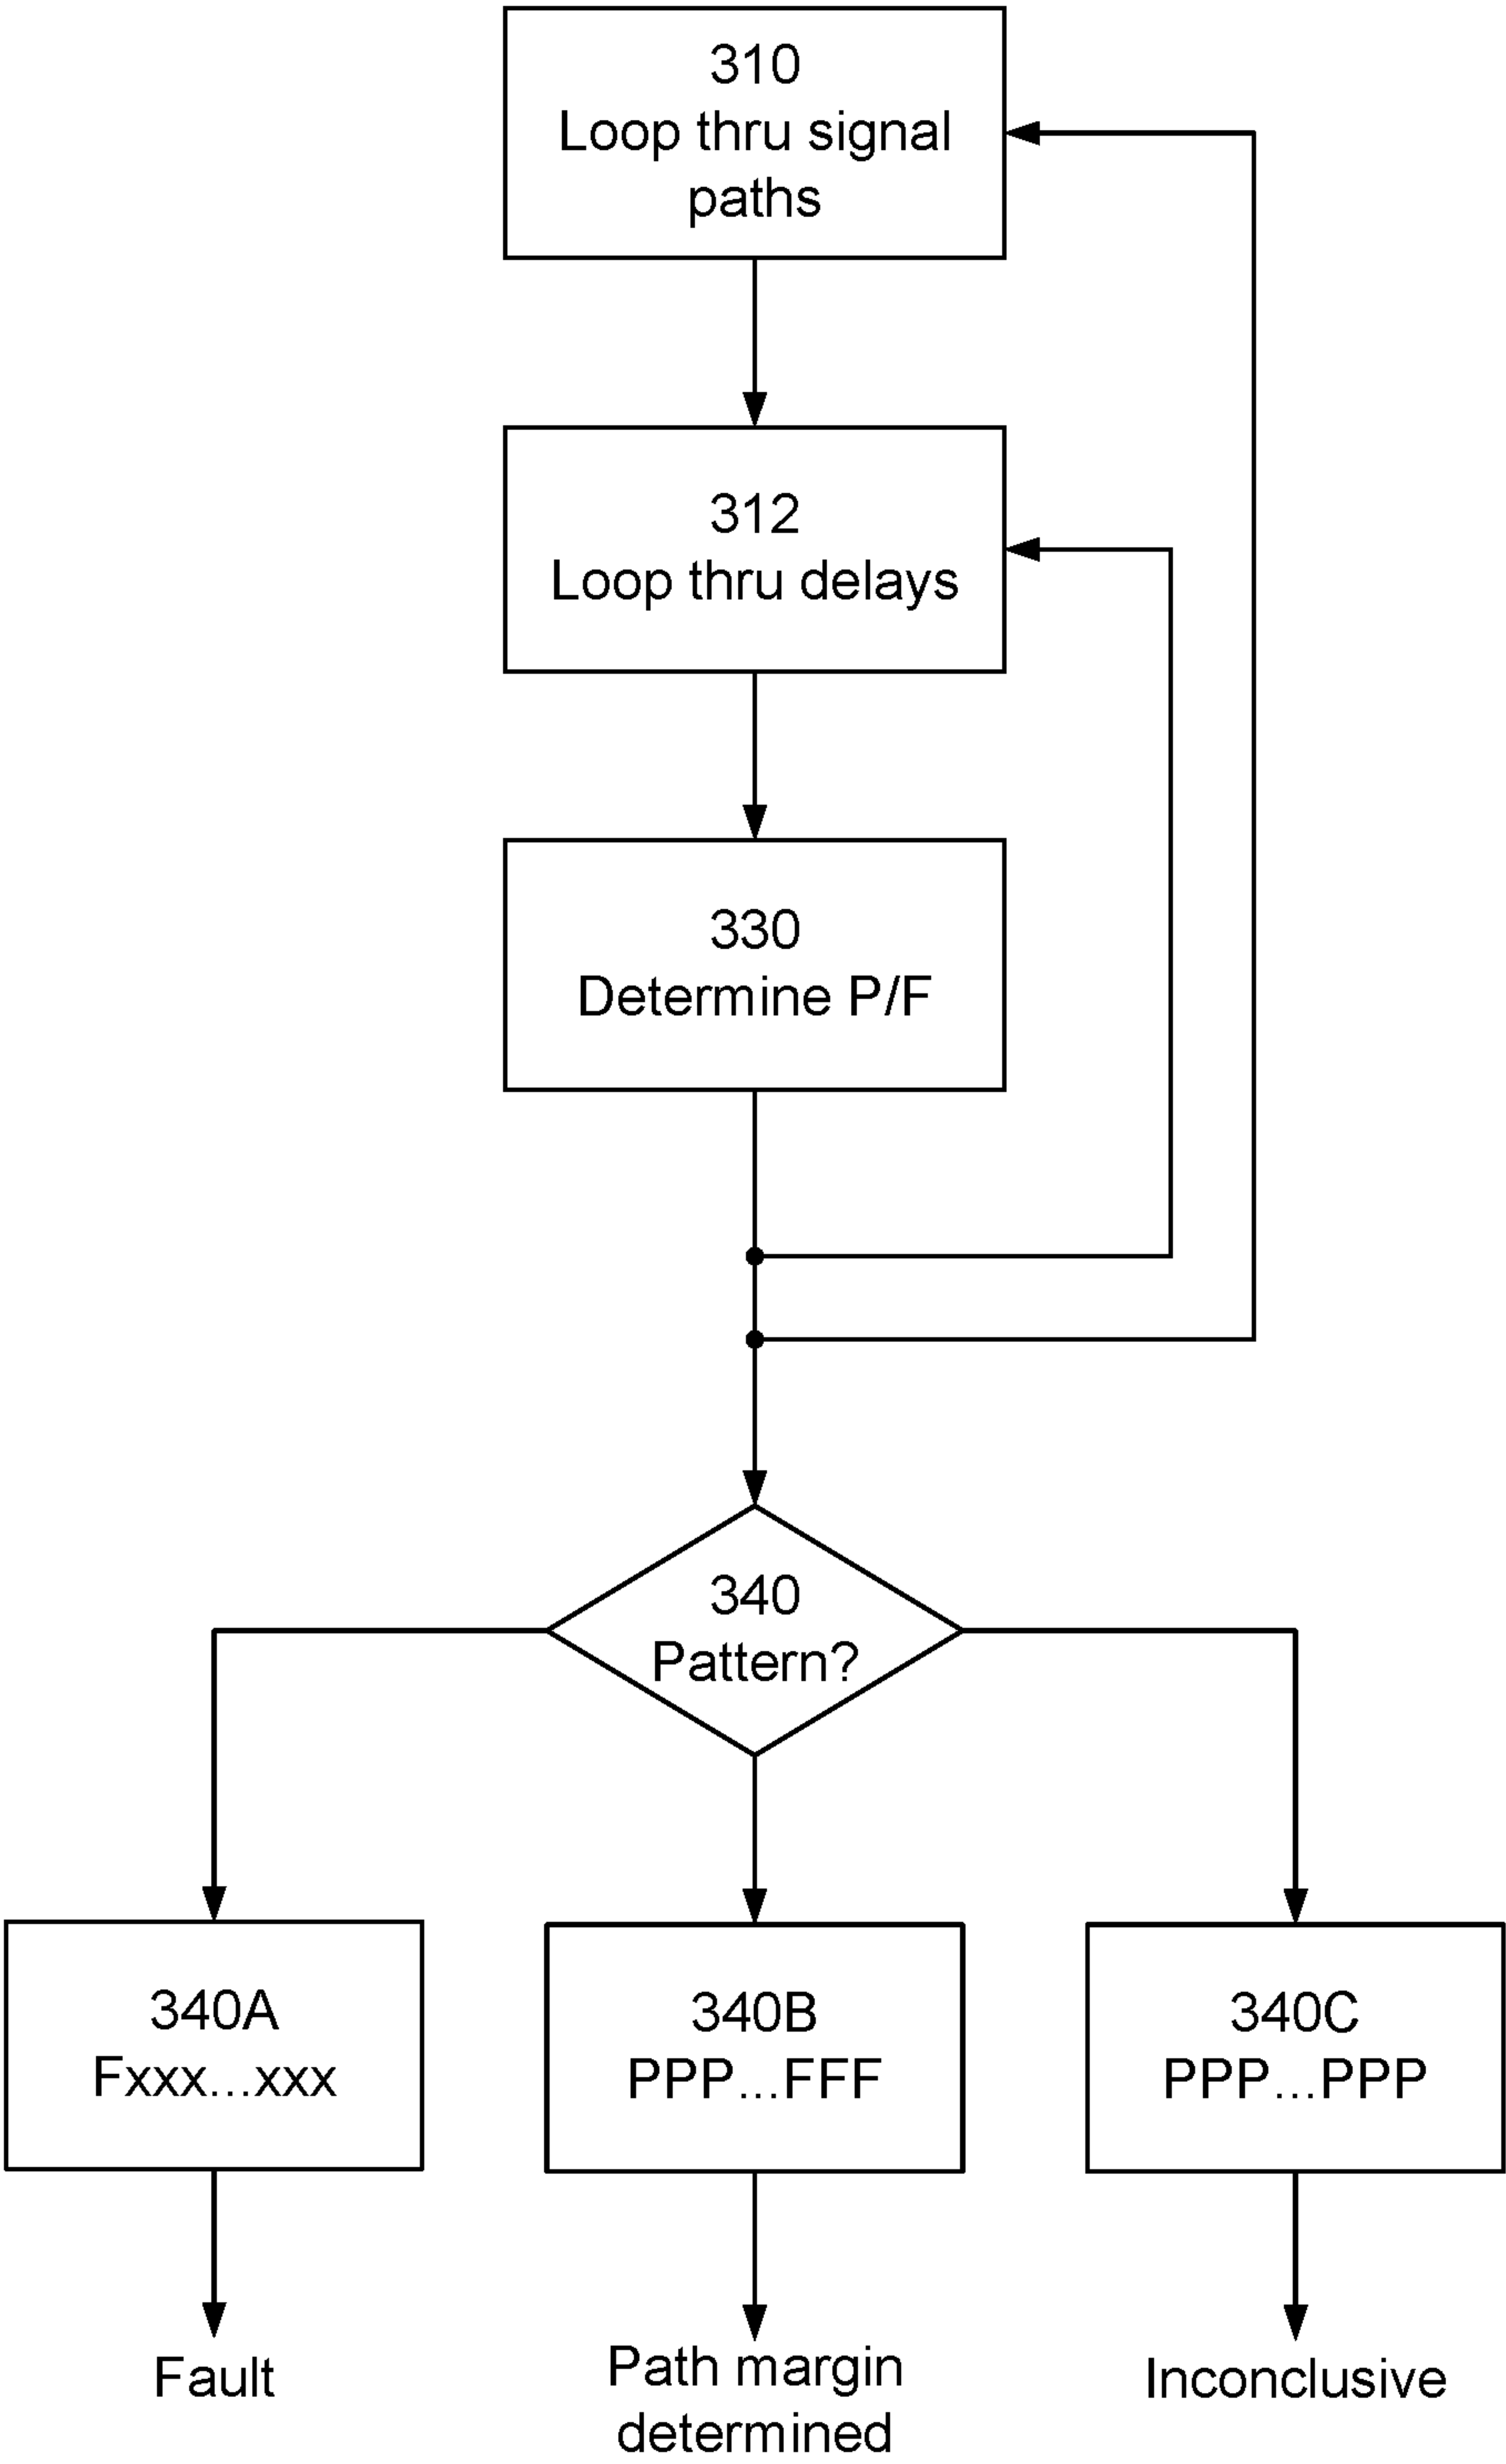 310
Loop thru signal
paths
312
Loop thru delays
330
Determine P/F
340
Pattern?
340A
Fxxx...xxx
340B
PPP...FFF
340C
PPP...PPP
Fault
Path margin
determined
Inconclusive